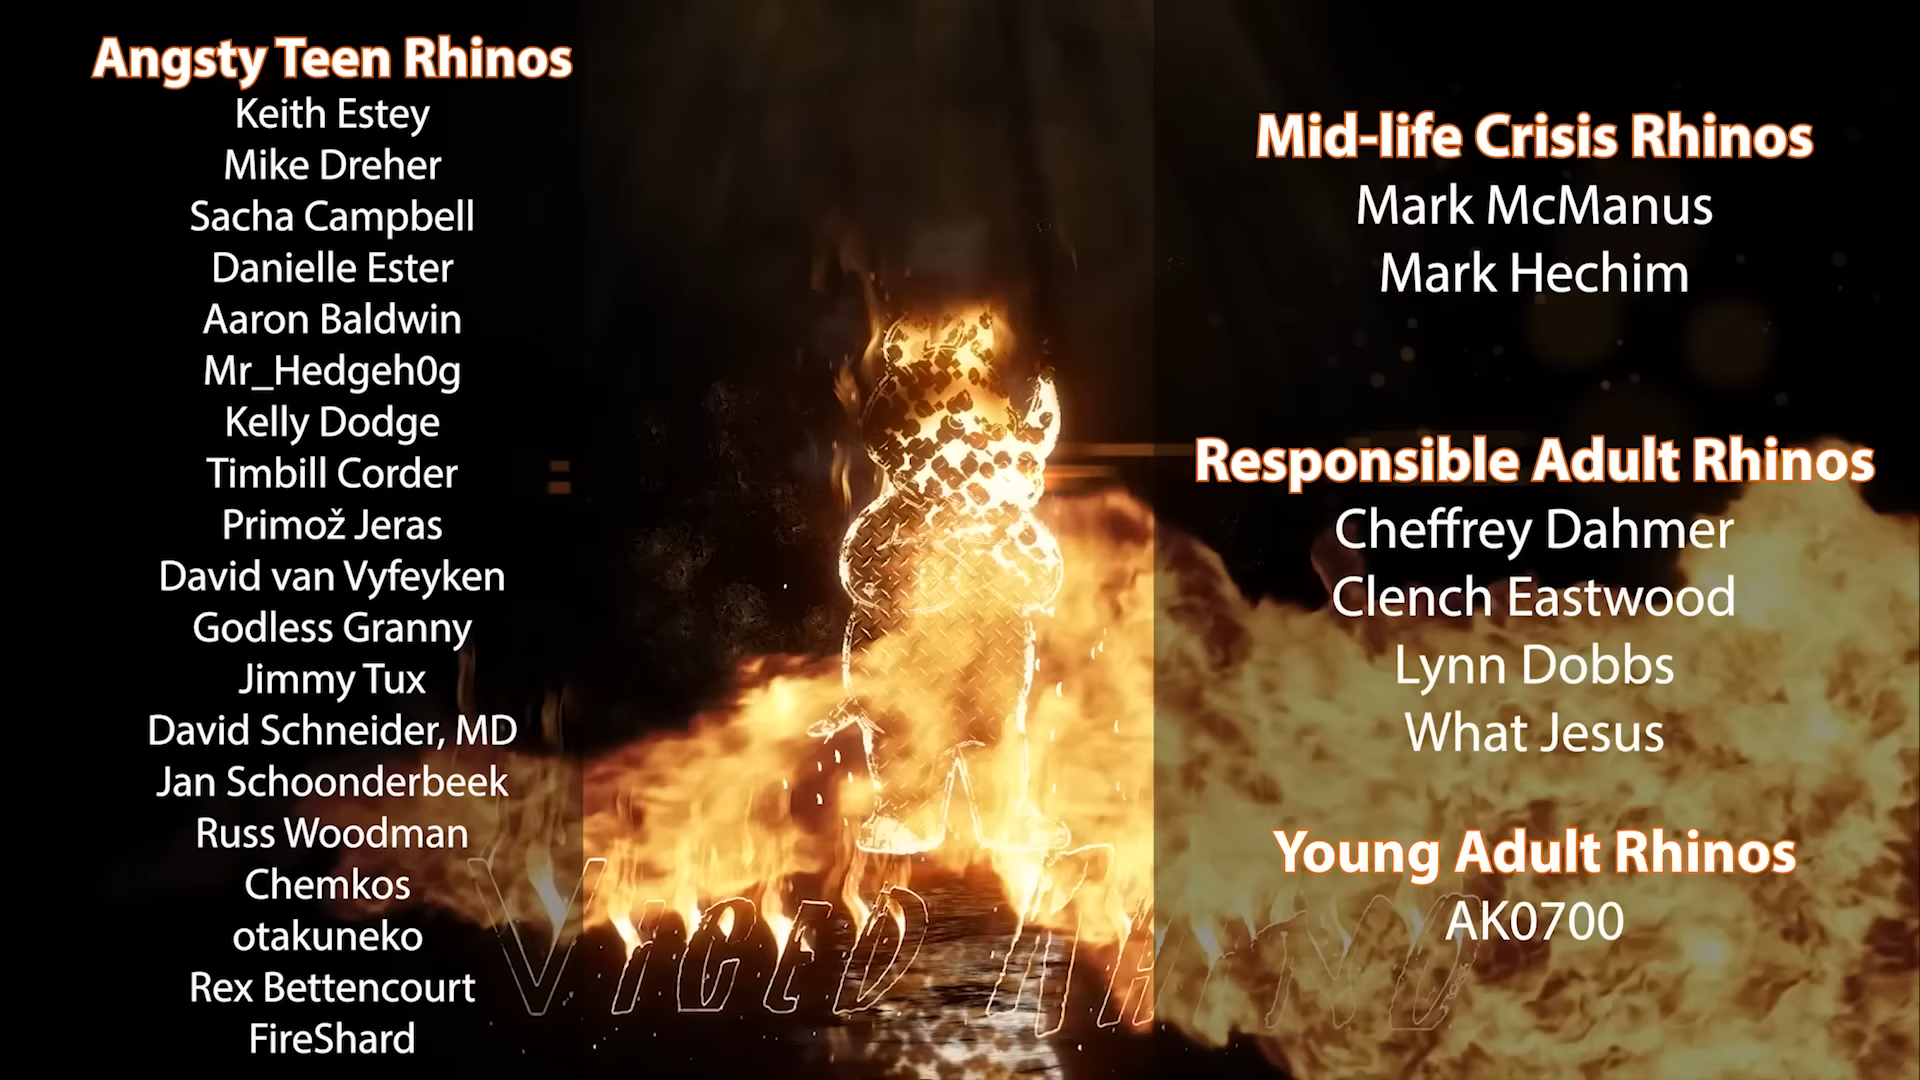 Angsty Teen Rhinos
Keith Estey
Mike Dreher
Sacha Campbell
Danielle Ester
Aaron Baldwin
Mr_Hedgeh0g
Kelly Dodge
Timbill Corder
Primož Jeras
David van Vyfeyken
Godless Granny
Jimmy Tux
David Schneider, MD
Jan Schoonderbeek
Russ Woodman
Chemkos
otakuneko
Rex Bettencourt
FireShard
Mid-life Crisis Rhinos
Mark McManus
Mark Hechim
Responsible Adult Rhinos
Cheffrey Dahmer
Clench Eastwood
Lynn Dobbs
What Jesus
Young Adult Rhinos
AK0700
Viced Rhino